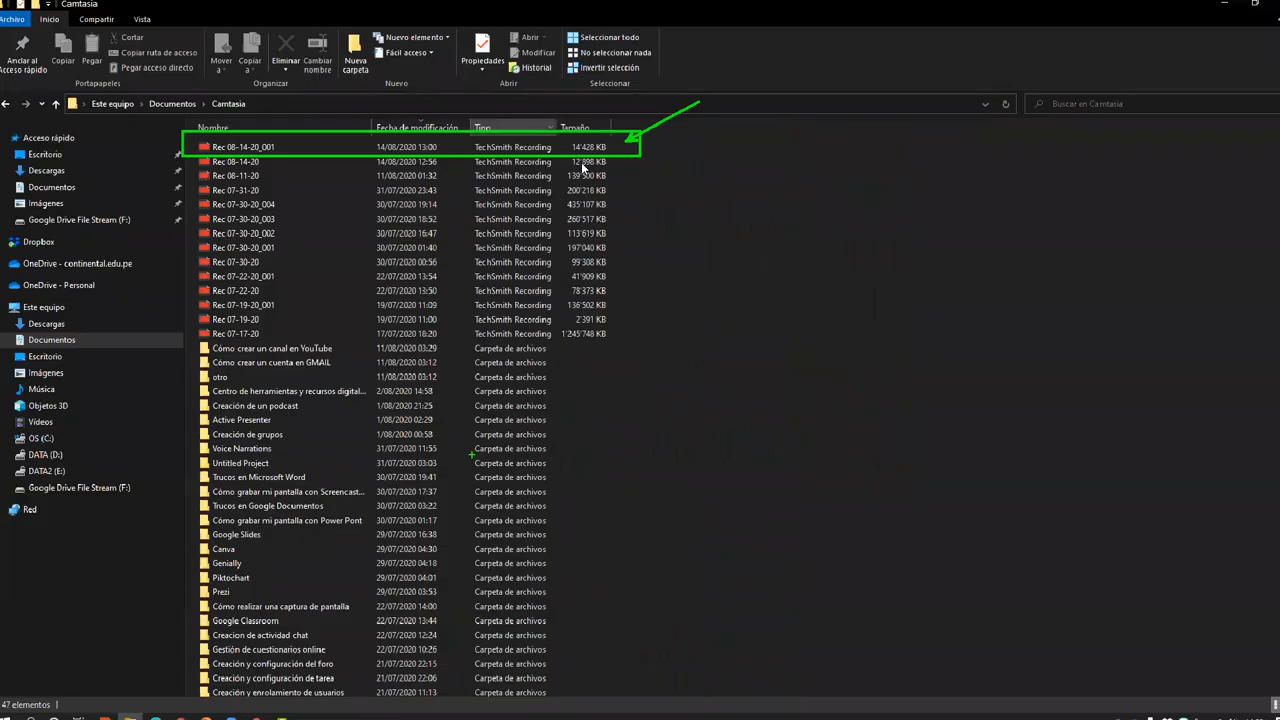 Camtasia
Archivo Inicio Compartir Vista
Anclar al Acceso rápido
Copiar
Pegar
Cortar
Copiar ruta de acceso
Pegar acceso directo
Portapapeles
Mover a
Copiar a
Eliminar
Cambiar nombre
Organizar
Nueva carpeta
Nuevo elemento
Fácil acceso
Nuevo
Propiedades
Abrir
Modificar
Historial
Abrir
Seleccionar todo
No seleccionar nada
Invertir selección
Seleccionar
Este equipo Documentos Camtasia
Buscar en Camtasia
Acceso rápido
Escritorio
Descargas
Documentos
Imágenes
Google Drive File Stream (F:)
Dropbox
OneDrive - continental.edu.pe
OneDrive - Personal
Este equipo
Descargas
Documentos
Escritorio
Imágenes
Música
Objetos 3D
Vídeos
OS (C:)
DATA (D:)
DATA2 (E:)
Google Drive File Stream (F:)
Red
Nombre Fecha de modificación Tipo Tamaño
Rec 08-14-20_001 14/08/2020 13:00 TechSmith Recording 14'428 KB
Rec 08-14-20 14/08/2020 12:56 TechSmith Recording 12'898 KB
Rec 08-11-20 11/08/2020 01:32 TechSmith Recording 139'500 KB
Rec 07-31-20 31/07/2020 23:43 TechSmith Recording 200'218 KB
Rec 07-30-20_004 30/07/2020 19:14 TechSmith Recording 435'107 KB
Rec 07-30-20_003 30/07/2020 18:52 TechSmith Recording 260'517 KB
Rec 07-30-20_002 30/07/2020 16:47 TechSmith Recording 113'619 KB
Rec 07-30-20_001 30/07/2020 01:40 TechSmith Recording 197'040 KB
Rec 07-30-20 30/07/2020 00:56 TechSmith Recording 99'308 KB
Rec 07-22-20_001 22/07/2020 13:54 TechSmith Recording 41'909 KB
Rec 07-22-20 22/07/2020 13:50 TechSmith Recording 78'373 KB
Rec 07-19-20_001 19/07/2020 11:09 TechSmith Recording 136'502 KB
Rec 07-19-20 19/07/2020 11:00 TechSmith Recording 2'391 KB
Rec 07-17-20 17/07/2020 18:20 TechSmith Recording 1'245'748 KB
Cómo crear un canal en YouTube 11/08/2020 03:29 Carpeta de archivos
Cómo crear un cuenta en GMAIL 11/08/2020 03:12 Carpeta de archivos
otro 11/08/2020 03:12 Carpeta de archivos
Centro de herramientas y recursos digital... 2/08/2020 14:58 Carpeta de archivos
Creación de un podcast 1/08/2020 21:25 Carpeta de archivos
Active Presenter 1/08/2020 02:29 Carpeta de archivos
Creación de grupos 1/08/2020 00:58 Carpeta de archivos
Voice Narrations 31/07/2020 11:55 Carpeta de archivos
Untitled Project 31/07/2020 03:03 Carpeta de archivos
Trucos en Microsoft Word 30/07/2020 19:41 Carpeta de archivos
Cómo grabar mi pantalla con Screencast... 30/07/2020 17:37 Carpeta de archivos
Trucos en Google Documentos 30/07/2020 03:22 Carpeta de archivos
Cómo grabar mi pantalla con Power Pont 30/07/2020 01:17 Carpeta de archivos
Google Slides 29/07/2020 16:38 Carpeta de archivos
Canva 29/07/2020 04:30 Carpeta de archivos
Genially 29/07/2020 04:18 Carpeta de archivos
Piktochart 29/07/2020 04:01 Carpeta de archivos
Prezi 29/07/2020 03:53 Carpeta de archivos
Cómo realizar una captura de pantalla 22/07/2020 14:00 Carpeta de archivos
Google Classroom 22/07/2020 13:44 Carpeta de archivos
Creacion de actividad chat 22/07/2020 12:24 Carpeta de archivos
Gestión de cuestionarios online 22/07/2020 10:26 Carpeta de archivos
Creación y configuración del foro 21/07/2020 22:15 Carpeta de archivos
Creación y configuración de tarea 21/07/2020 22:06 Carpeta de archivos
Creación y enrolamiento de usuarios 21/07/2020 11:13 Carpeta de archivos
47 elementos